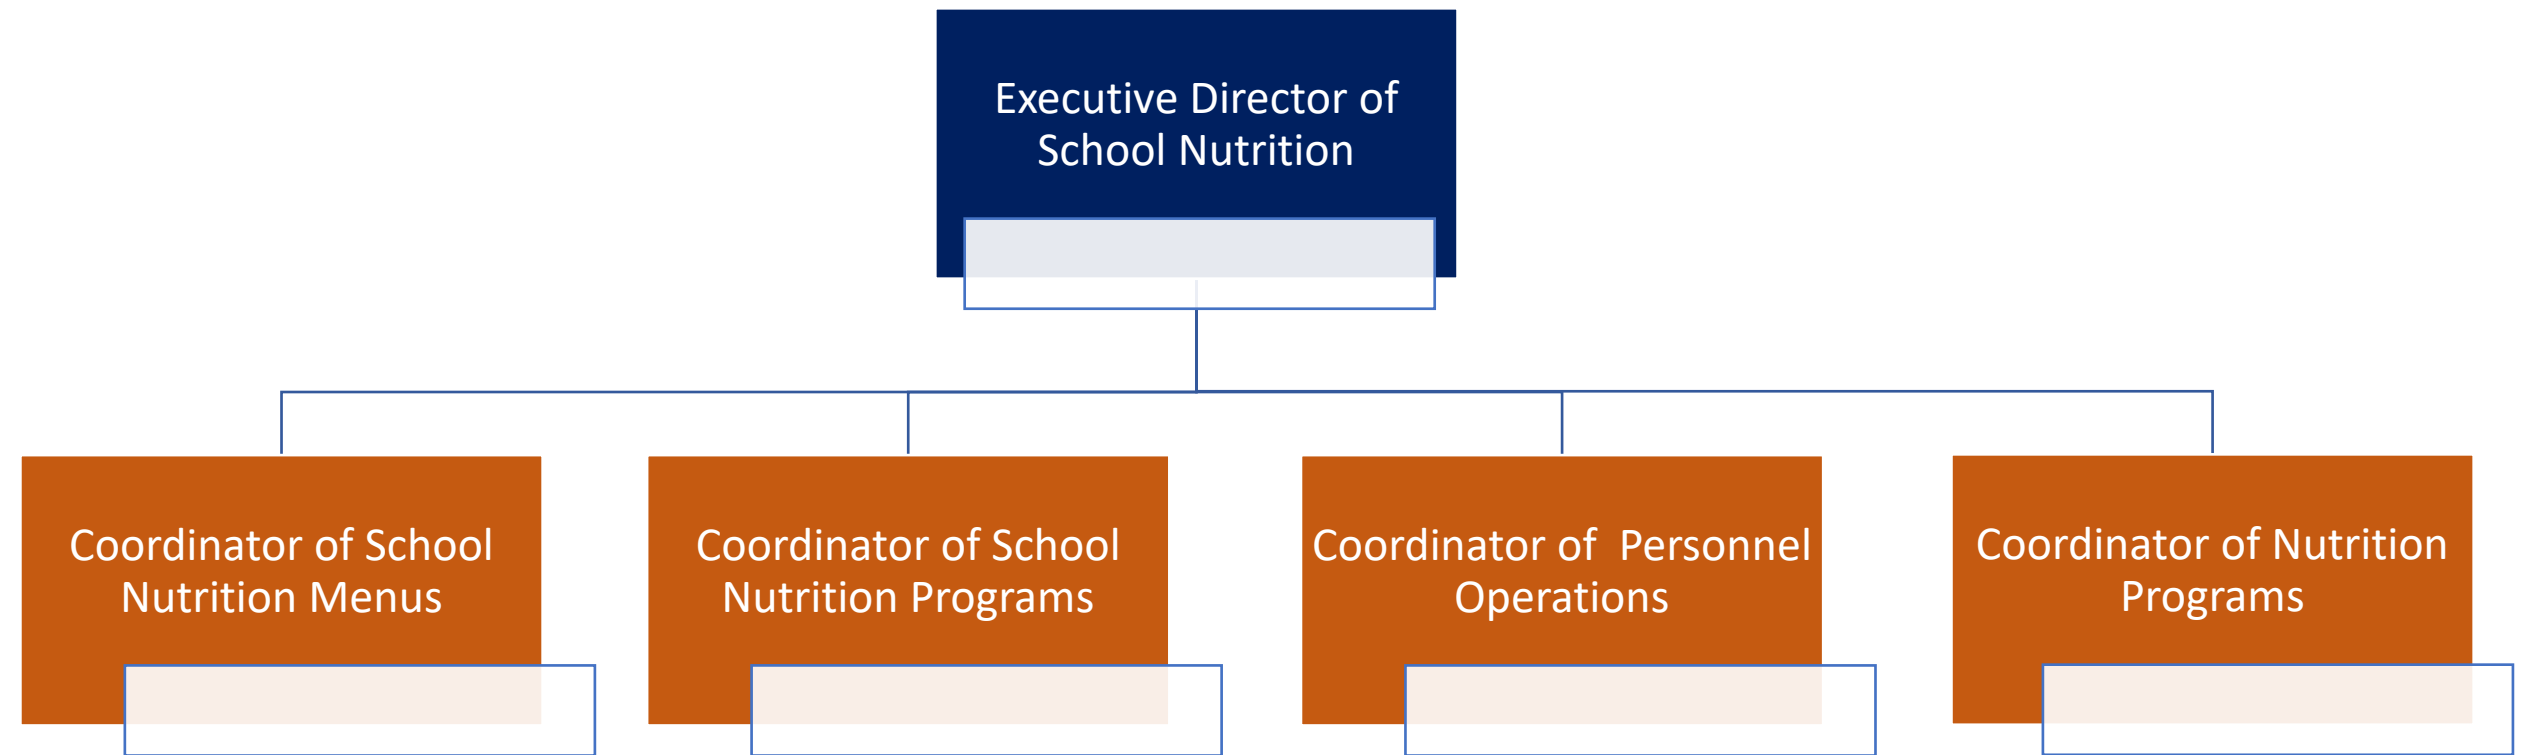 Executive Director of
School Nutrition
Coordinator of School
Nutrition Menus
Coordinator of School
Nutrition Programs
Coordinator of  Personnel
Operations
Coordinator of Nutrition
Programs